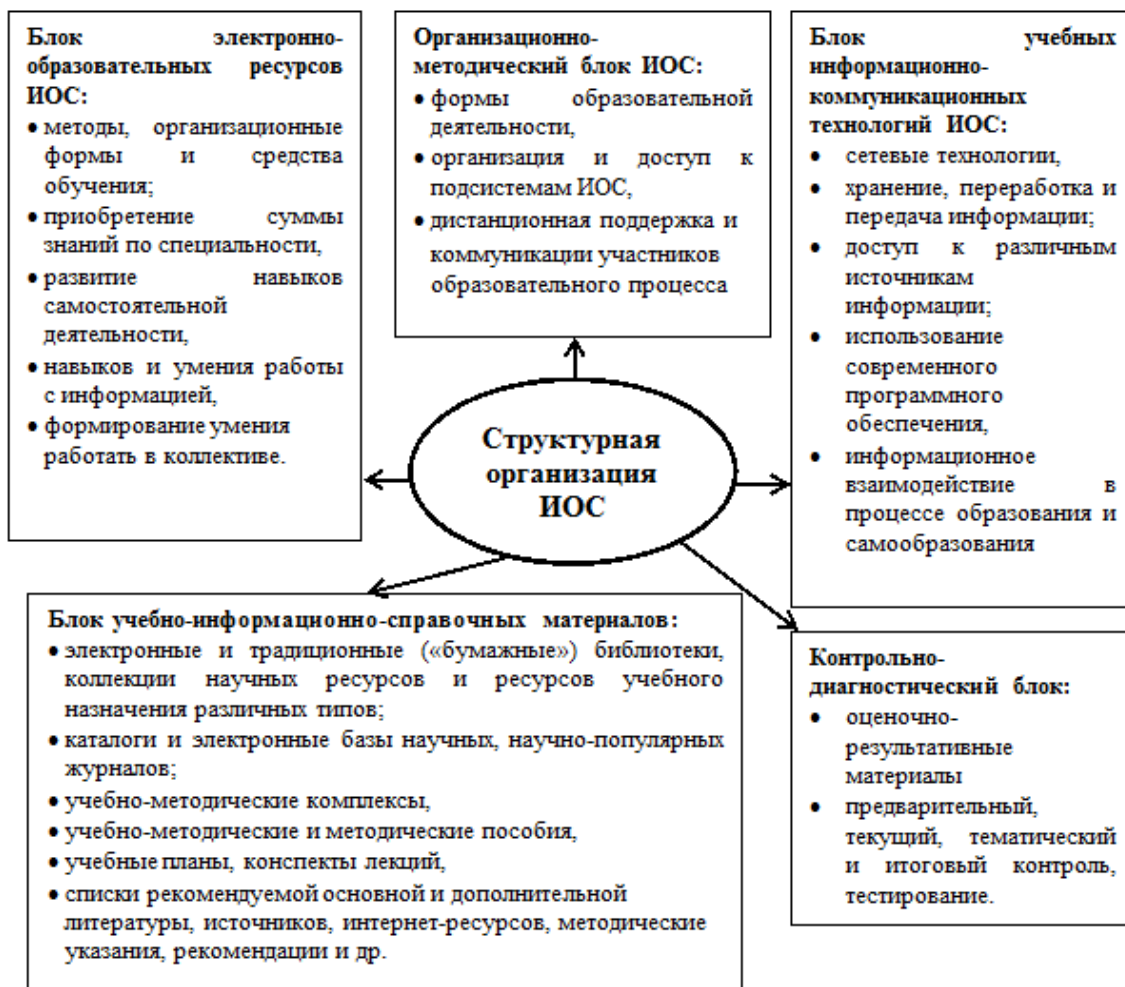 Блок электронно-
образовательных ресурсов
ИОС:
• методы, организационные
формы и средства
обучения;
• приобретение суммы
знаний по специальности,
• развитие навыков
самостоятельной
деятельности,
• навыков и умения работы
с информацией,
• формирование умения
работать в коллективе.
Организационно-
методический блок ИОС:
• формы образовательной
деятельности,
• организация и доступ к
подсистемам ИОС,
• дистанционная поддержка и
коммуникации участников
образовательного процесса
Блок учебных
информационно-
коммуникационных
технологий ИОС:
• сетевые технологии,
• хранение, переработка и
передача информации;
• доступ к различным
источникам
информации;
• использование
современного
программного
обеспечения,
• информационное
взаимодействие в
процессе образования и
самообразования
Структурная
организация
ИОС
Блок учебно-информационно-справочных материалов:
• электронные и традиционные («бумажные») библиотеки,
коллекции научных ресурсов и ресурсов учебного
назначения различных типов;
• каталоги и электронные базы научных, научно-популярных
журналов;
• учебно-методические комплексы,
• учебно-методические и методические пособия,
• учебные планы, конспекты лекций,
• списки рекомендуемой основной и дополнительной
литературы, источников, интернет-ресурсов, методические
указания, рекомендации и др.
Контрольно-
диагностический блок:
• оценочно-
результативные
материалы
• предварительный,
текущий, тематический
и итоговый контроль,
тестирование.